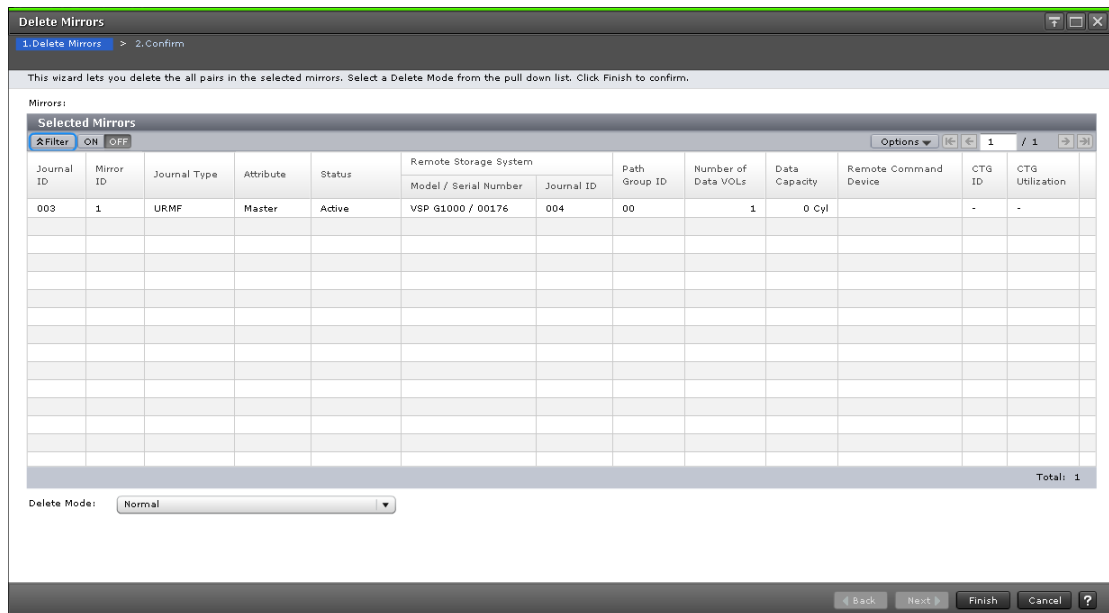 Delete Mirrors
1.Delete Mirrors > 2.Confirm
This wizard lets you delete the all pairs in the selected mirrors. Select a Delete Mode from the pull down list. Click Finish to confirm.
Mirrors:
Selected Mirrors
Filter ON OFF Options 1 / 1
Journal ID Mirror ID Journal Type Attribute Status Remote Storage System Path Group ID Number of Data VOLs Data Capacity Remote Command Device CTG ID CTG Utilization
Model / Serial Number Journal ID
003 1 URMF Master Active VSP G1000 / 00176 004 00 1 0 Cyl - -
Total: 1
Delete Mode: Normal
Back Next Finish Cancel ?